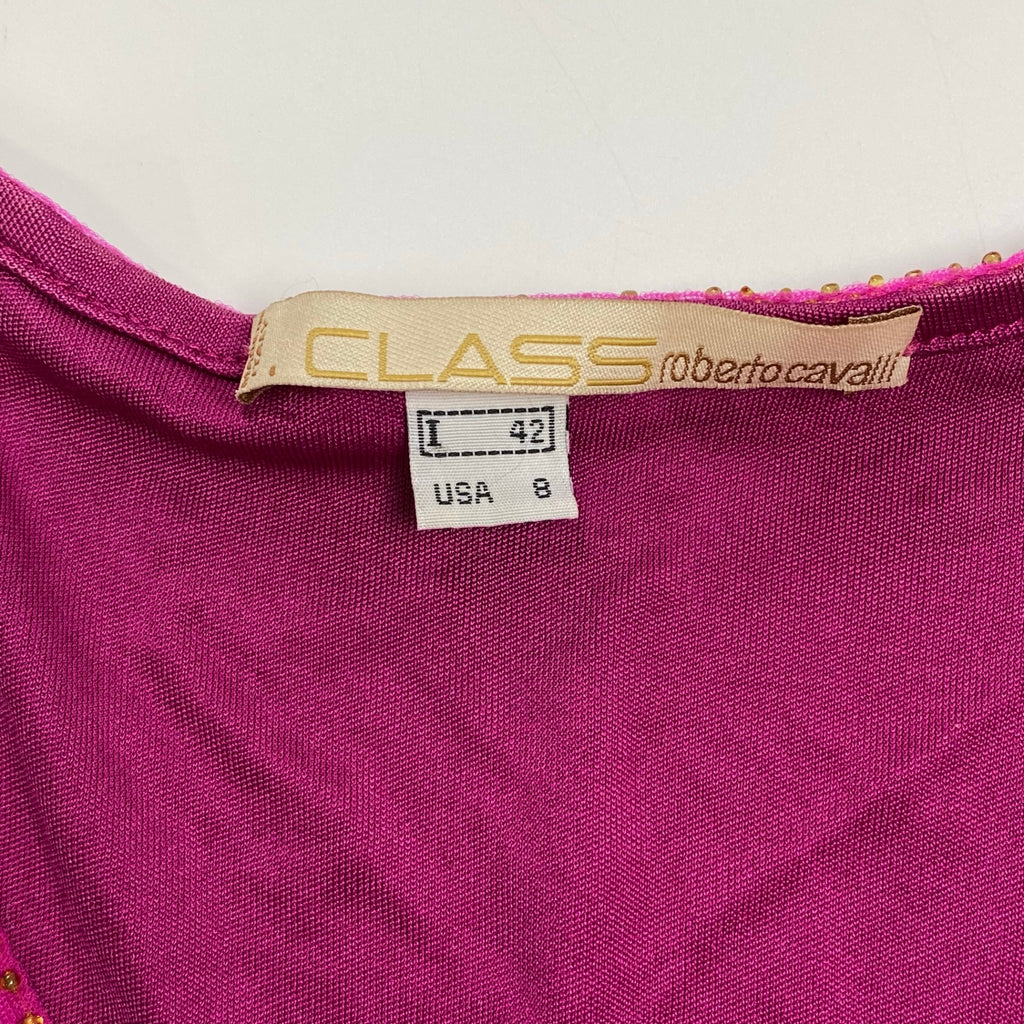 CLASS roberto cavalli
I 42
USA 8